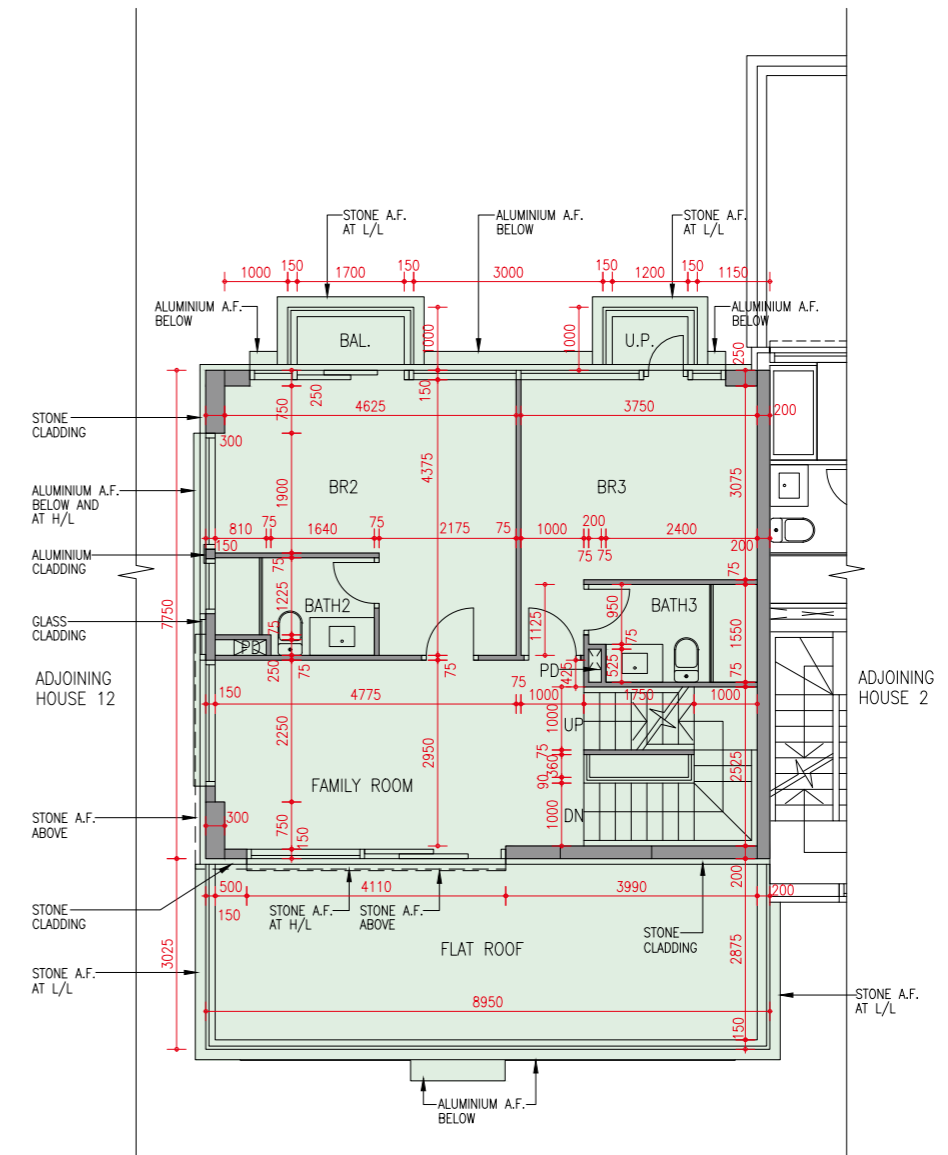 STONE A.F.
AT L/L
ALUMINIUM A.F.
BELOW
STONE A.F.
AT L/L
1000
150
1700
150
3000
150
1200
150
1150
ALUMINIUM A.F.
BELOW
ALUMINIUM A.F.
BELOW
BAL.
1000
1000
U.P.
250
750
250
150
4625
3750
200
STONE
CLADDING
300
4375
3075
1900
BR2
BR3
ALUMINIUM A.F.
BELOW AND
AT H/L
810
75
1640
75
2175
75
1000
200
2400
150
75
75
200
ALUMINIUM
CLADDING
75
75
1225
950
BATH2
BATH3
7750
1125
1550
GLASS
CLADDING
75
75
PD
PD
525
250
75
75
425
75
ADJOINING
HOUSE 12
ADJOINING
HOUSE 2
150
4775
75
1000
1750
1000
2250
2950
1000
UP
75
360
2525
90
FAMILY ROOM
DN
1000
STONE A.F.
ABOVE
300
750
150
200
500
4110
3990
200
150
STONE
CLADDING
STONE A.F.
AT H/L
STONE A.F.
ABOVE
STONE
CLADDING
FLAT ROOF
3025
2875
STONE A.F.
AT L/L
8950
STONE A.F.
AT L/L
150
ALUMINIUM A.F.
BELOW